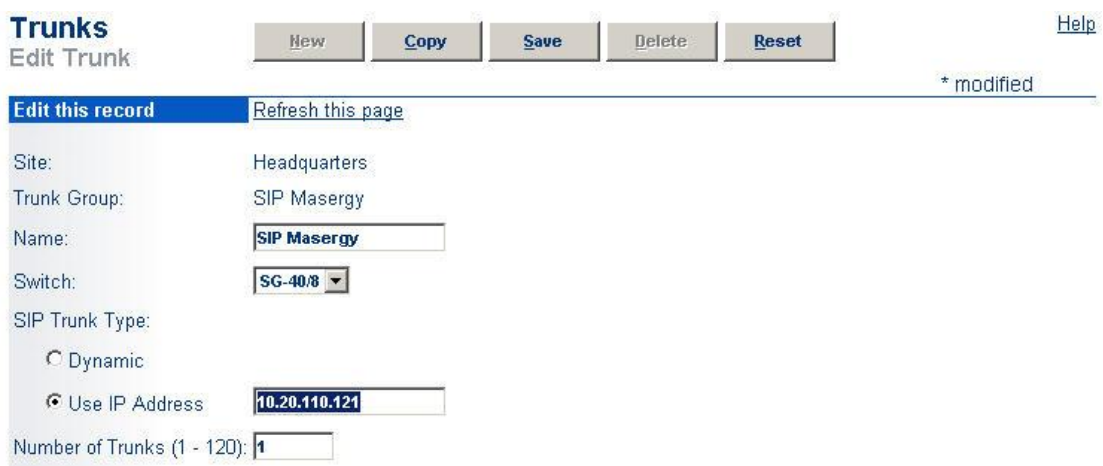 Trunks
Edit Trunk
New Copy Save Delete Reset
Help
* modified
Edit this record Refresh this page
Site: Headquarters
Trunk Group: SIP Masergy
Name: SIP Masergy
Switch: SG-40/8
SIP Trunk Type:
Dynamic
Use IP Address 10.20.110.121
Number of Trunks (1 - 120): 1